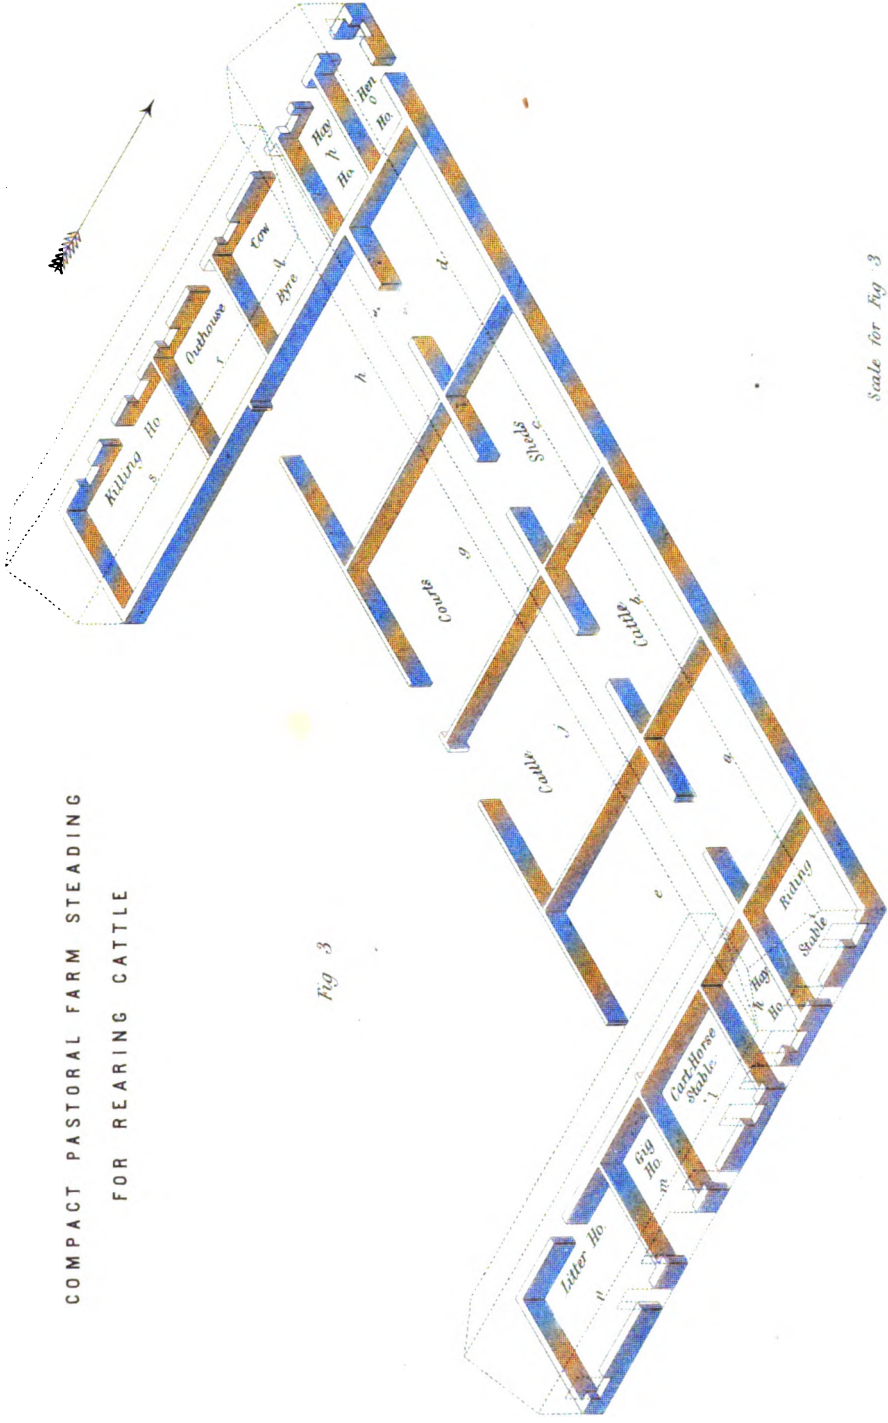 COMPACT PASTORAL FARM STEADING
FOR REARING CATTLE
Fig 3
Killing Ho.
s
Outhouse
r
Cow
q
Byre
Hay
p
Ho.
Hen
o
Ho.
h
d
Courts
g
Sheds
c
Cattle
j
Cattle
b
e
a
Litter Ho.
n
Gig
Ho.
m
Cart-Horse
Stable
l
Hay
k
Ho.
Riding
Stable
Scale for Fig 3